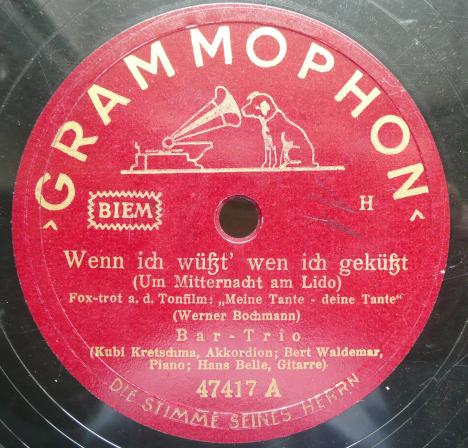 ›GRAMMOPHON‹
BIEM
H
Wenn ich wüßt' wen ich geküßt
(Um Mitternacht am Lido)
Fox-trot a. d. Tonfilm: „Meine Tante - deine Tante“
(Werner Bochmann)
Bar-Trio
(Kubi Kretschma, Akkordion; Bert Waldemar,
Piano; Hans Belle, Gitarre)
47417 A
DIE STIMME SEINES HERRN